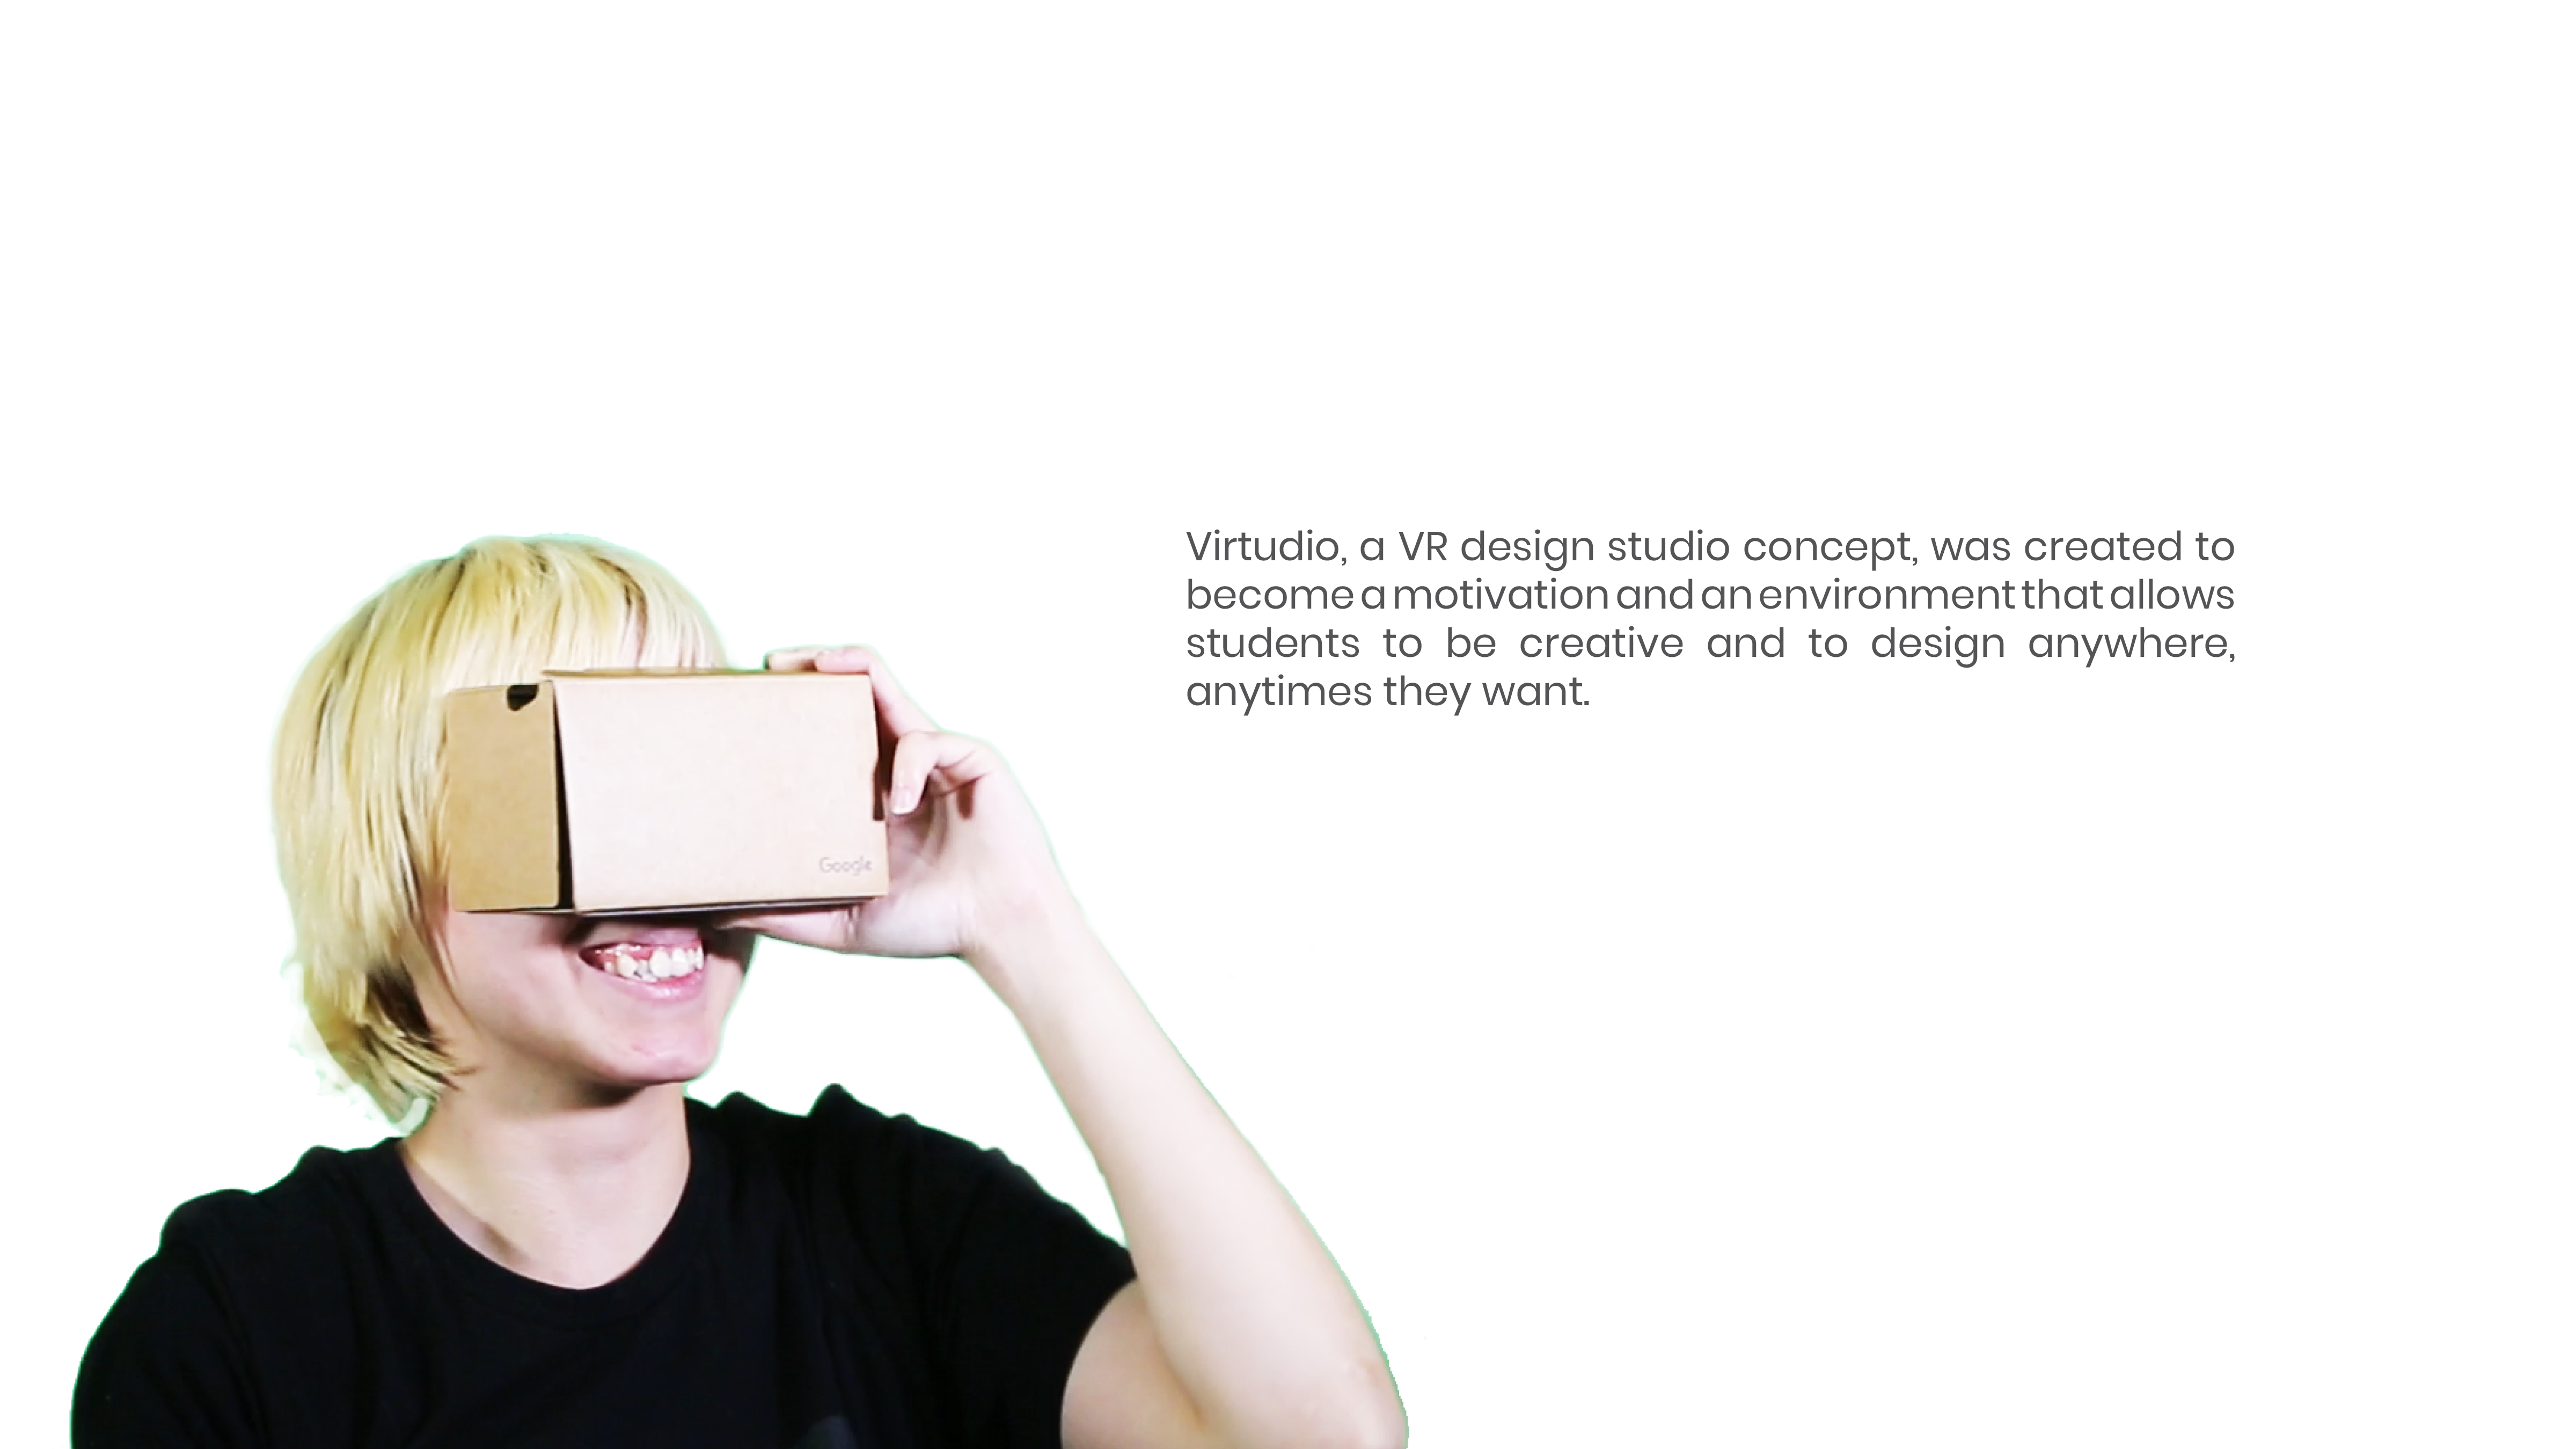 Virtudio, a VR design studio concept, was created to
become a motivation and an environment that allows
students to be creative and to design anywhere,
anytimes they want.
Google